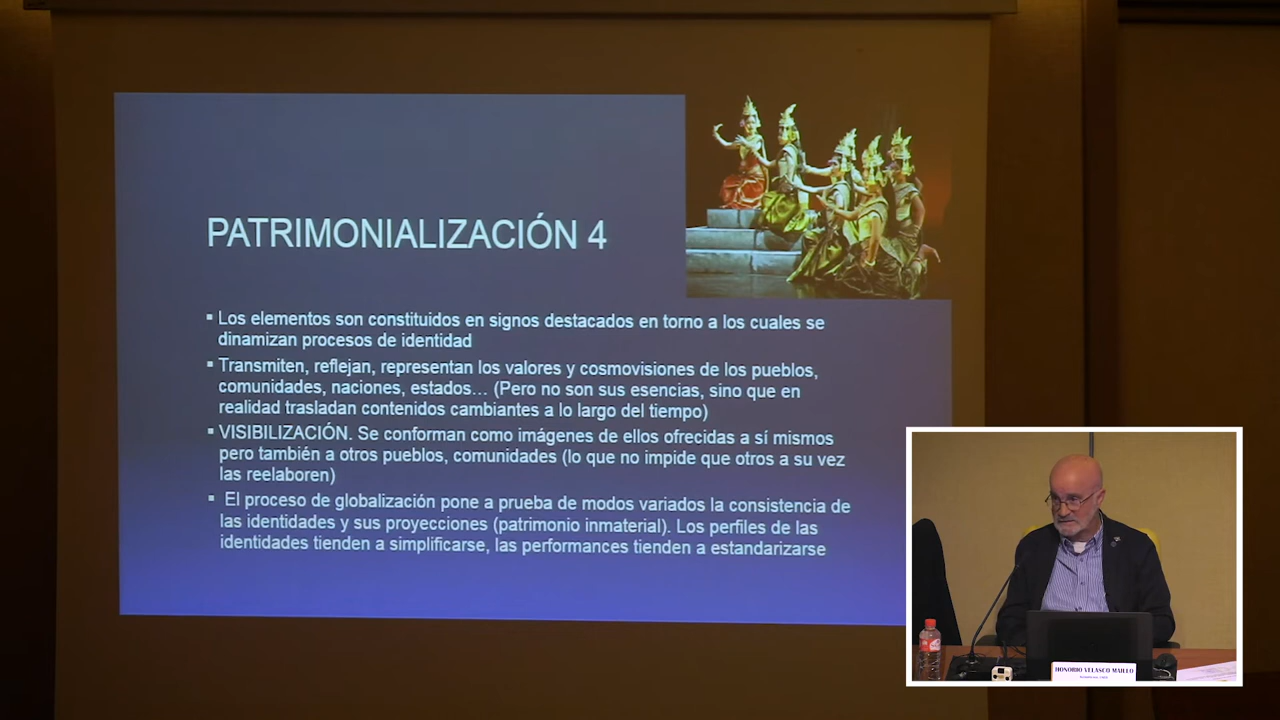 PATRIMONIALIZACIÓN 4
▪ Los elementos son constituidos en signos destacados en torno a los cuales se
dinamizan procesos de identidad
▪ Transmiten, reflejan, representan los valores y cosmovisiones de los pueblos,
comunidades, naciones, estados… (Pero no son sus esencias, sino que en
realidad trasladan contenidos cambiantes a lo largo del tiempo)
▪ VISIBILIZACIÓN. Se conforman como imágenes de ellos ofrecidas a sí mismos
pero también a otros pueblos, comunidades (lo que no impide que otros a su vez
las reelaboren)
▪ El proceso de globalización pone a prueba de modos variados la consistencia de
las identidades y sus proyecciones (patrimonio inmaterial). Los perfiles de las
identidades tienden a simplificarse, las performances tienden a estandarizarse
HONORIO VELASCO MAILLO